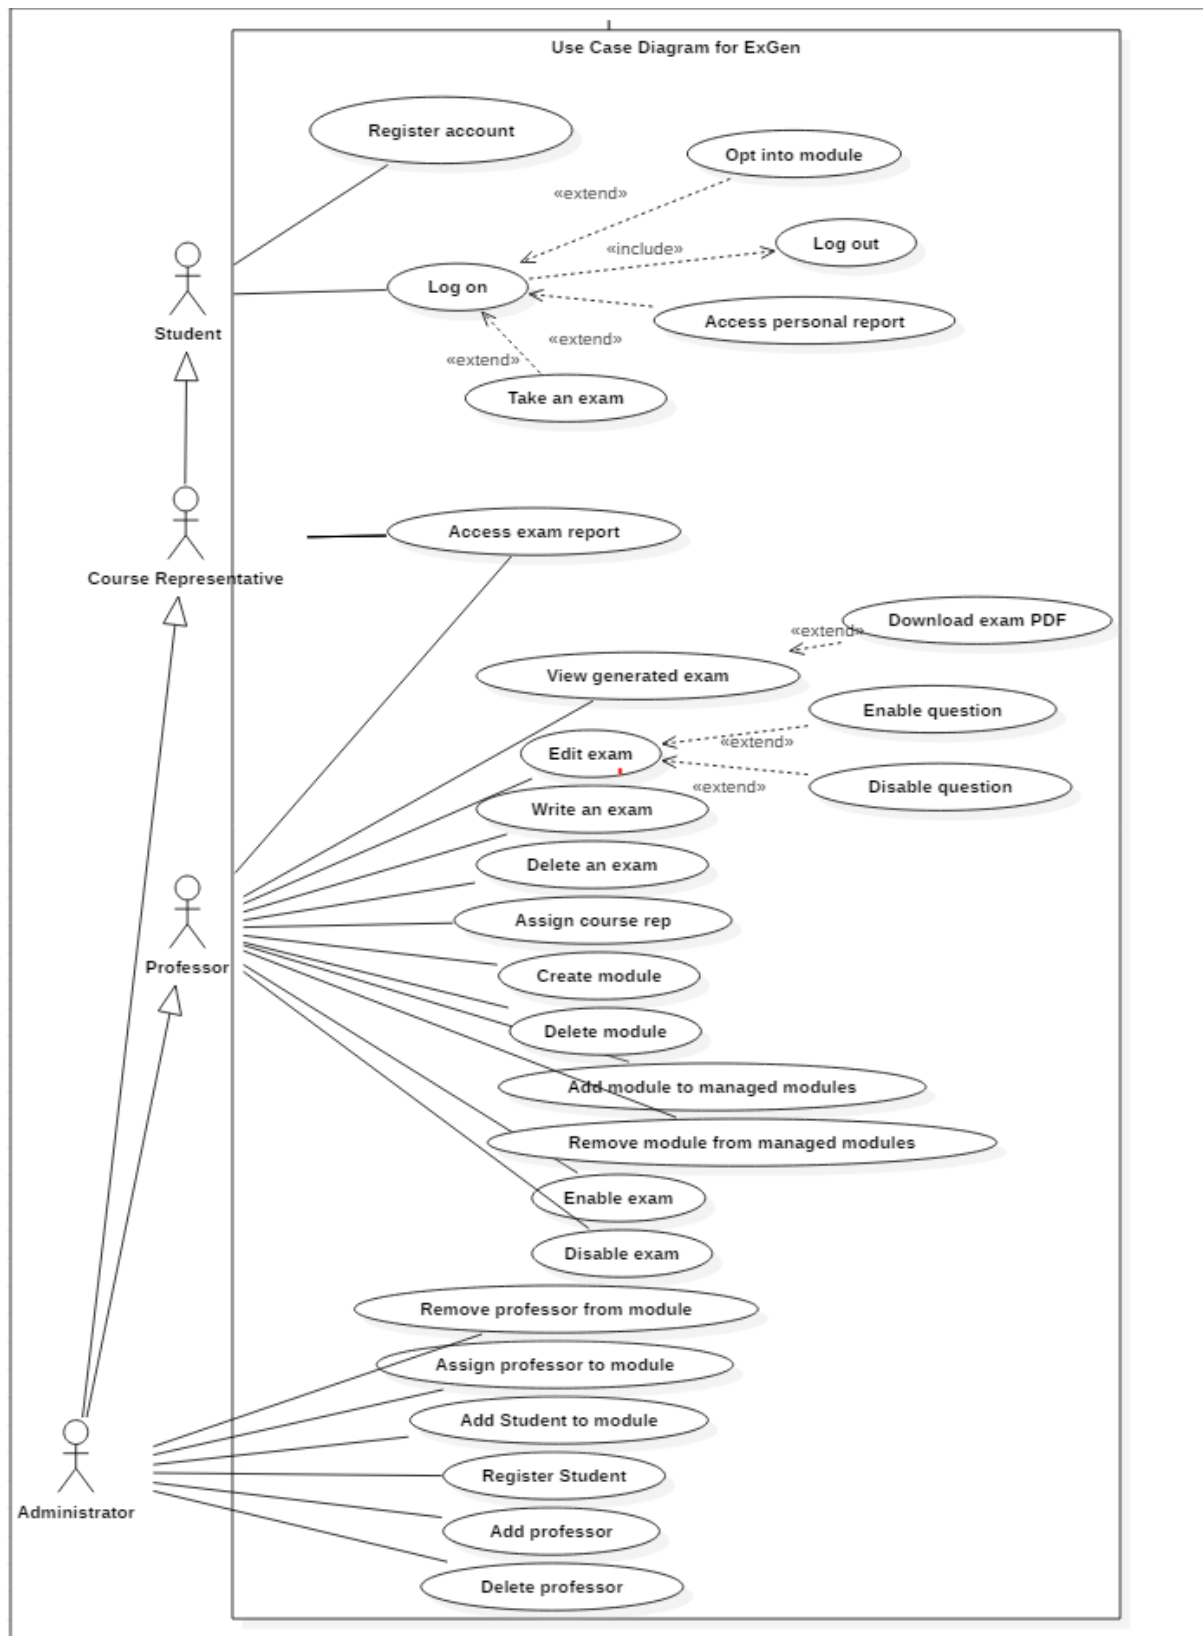 Use Case Diagram for ExGen
Register account
Opt into module
«extend»
Log out
«include»
Log on
Access personal report
Student
«extend»
«extend»
Take an exam
Access exam report
Course Representative
Download exam PDF
«extend»
View generated exam
Enable question
«extend»
Edit exam
Disable question
«extend»
Write an exam
Delete an exam
Assign course rep
Professor
Create module
Delete module
Add module to managed modules
Remove module from managed modules
Enable exam
Disable exam
Remove professor from module
Assign professor to module
Add Student to module
Register Student
Administrator
Add professor
Delete professor